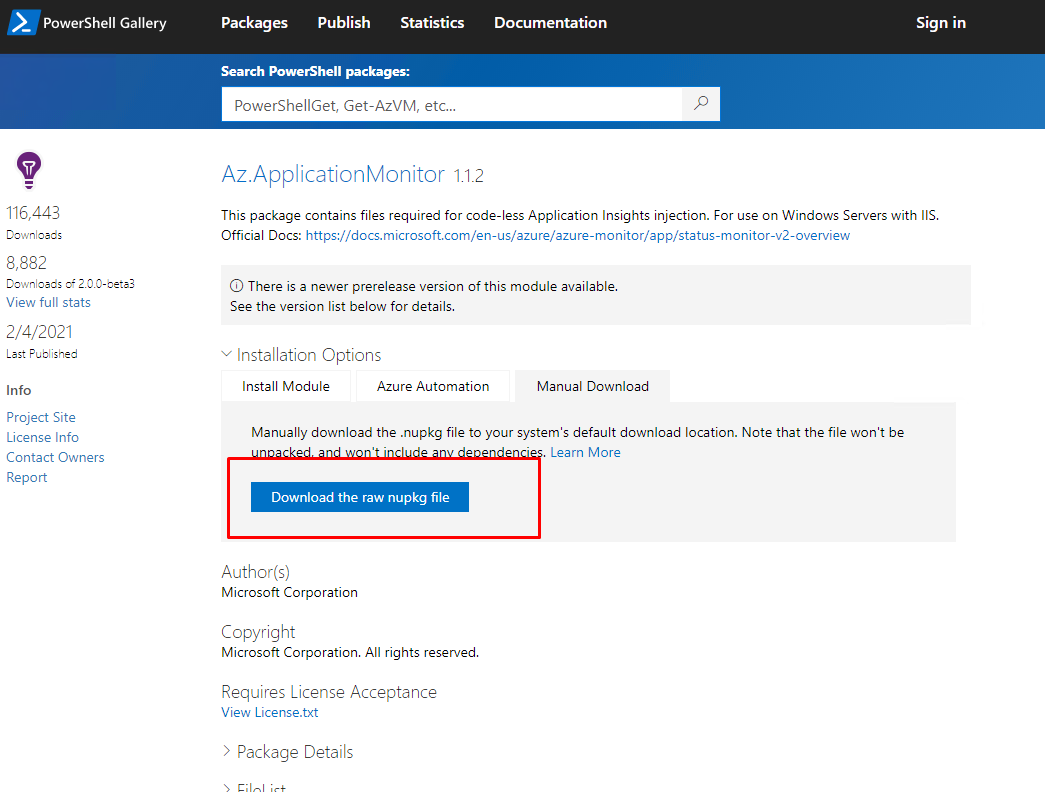 PowerShell Gallery
Packages
Publish
Statistics
Documentation
Sign in
Search PowerShell packages:
PowerShellGet, Get-AzVM, etc...
116,443
Downloads
8,882
Downloads of 2.0.0-beta3
View full stats
2/4/2021
Last Published
Info
Project Site
License Info
Contact Owners
Report
Az.ApplicationMonitor 1.1.2
This package contains files required for code-less Application Insights injection. For use on Windows Servers with IIS.
Official Docs: https://docs.microsoft.com/en-us/azure/azure-monitor/app/status-monitor-v2-overview
There is a newer prerelease version of this module available.
See the version list below for details.
Installation Options
Install Module
Azure Automation
Manual Download
Manually download the .nupkg file to your system's default download location. Note that the file won't be
unpacked, and won't include any dependencies. Learn More
Download the raw nupkg file
Author(s)
Microsoft Corporation
Copyright
Microsoft Corporation. All rights reserved.
Requires License Acceptance
View License.txt
Package Details
FileList